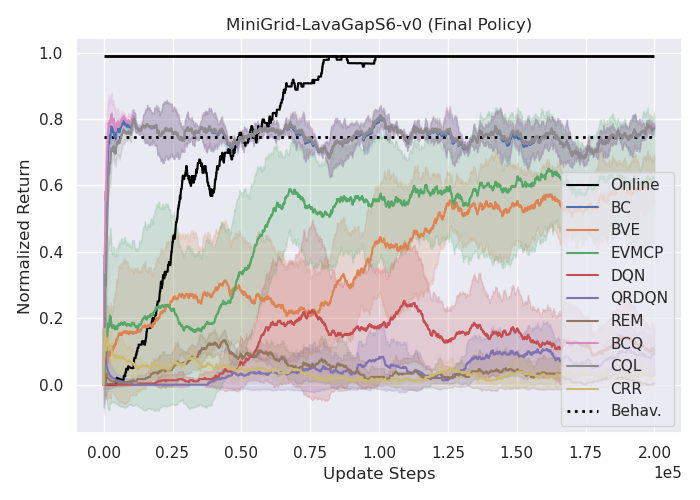 MiniGrid-LavaGapS6-v0 (Final Policy)
Normalized Return
1.0
0.8
0.6
0.4
0.2
0.0
Online
BC
BVE
EVMCP
DQN
QRDQN
REM
BCQ
CQL
CRR
Behav.
0.00 0.25 0.50 0.75 1.00 1.25 1.50 1.75 2.00
1e5
Update Steps